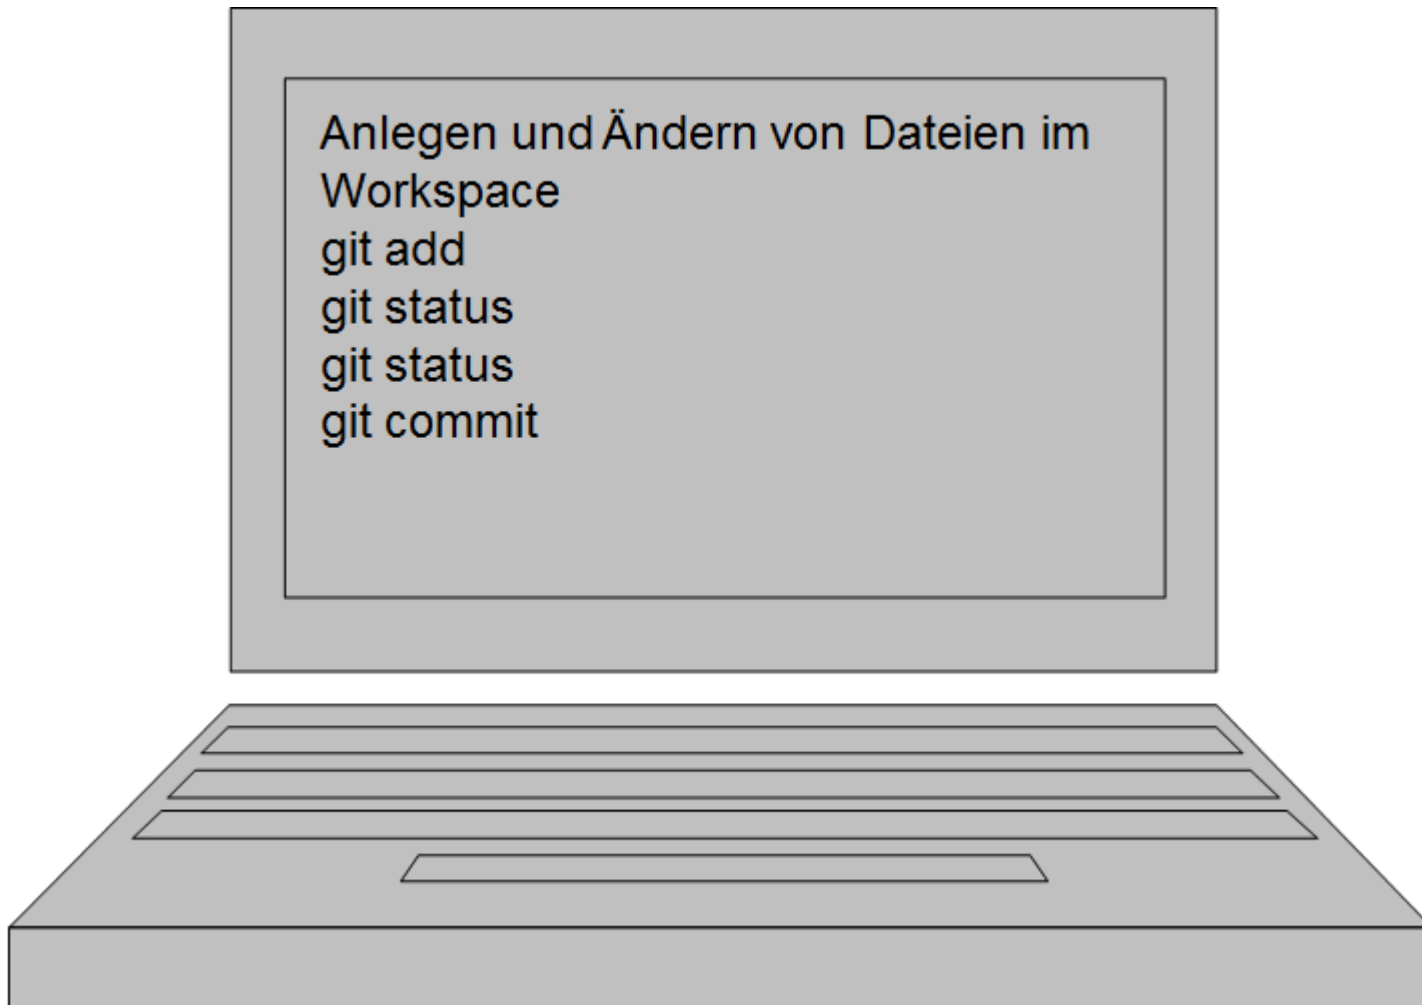 Anlegen und Ändern von Dateien im
Workspace
git add
git status
git status
git commit